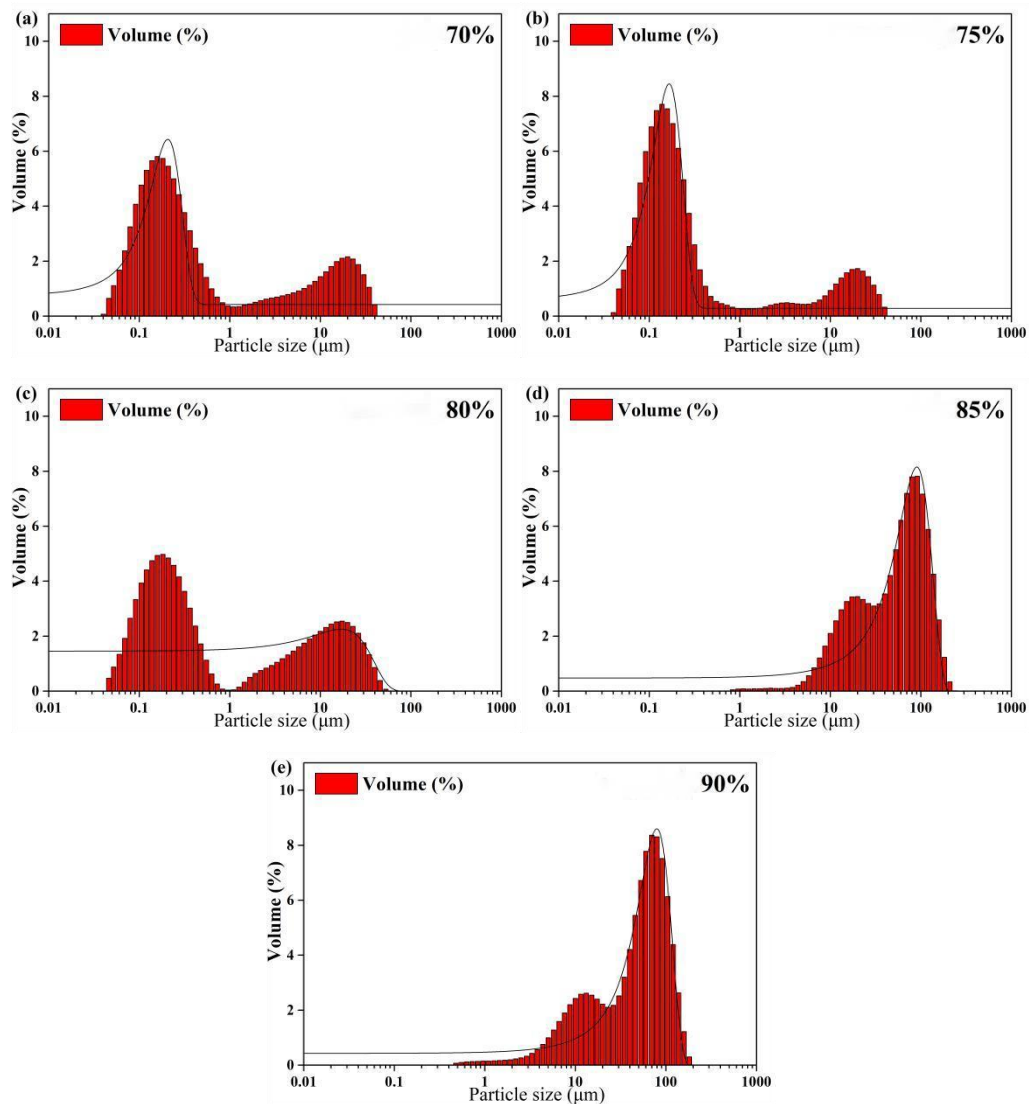 (a)
Volume (%)
70%
10
8
6
4
2
0
Volume (%)
0.01 0.1 1 10 100 1000
Particle size (μm)
(b)
Volume (%)
75%
10
8
6
4
2
0
Volume (%)
0.01 0.1 1 10 100 1000
Particle size (μm)
(c)
Volume (%)
80%
10
8
6
4
2
0
Volume (%)
0.01 0.1 1 10 100 1000
Particle size (μm)
(d)
Volume (%)
85%
10
8
6
4
2
0
Volume (%)
0.01 0.1 1 10 100 1000
Particle size (μm)
(e)
Volume (%)
90%
10
8
6
4
2
0
Volume (%)
0.01 0.1 1 10 100 1000
Particle size (μm)